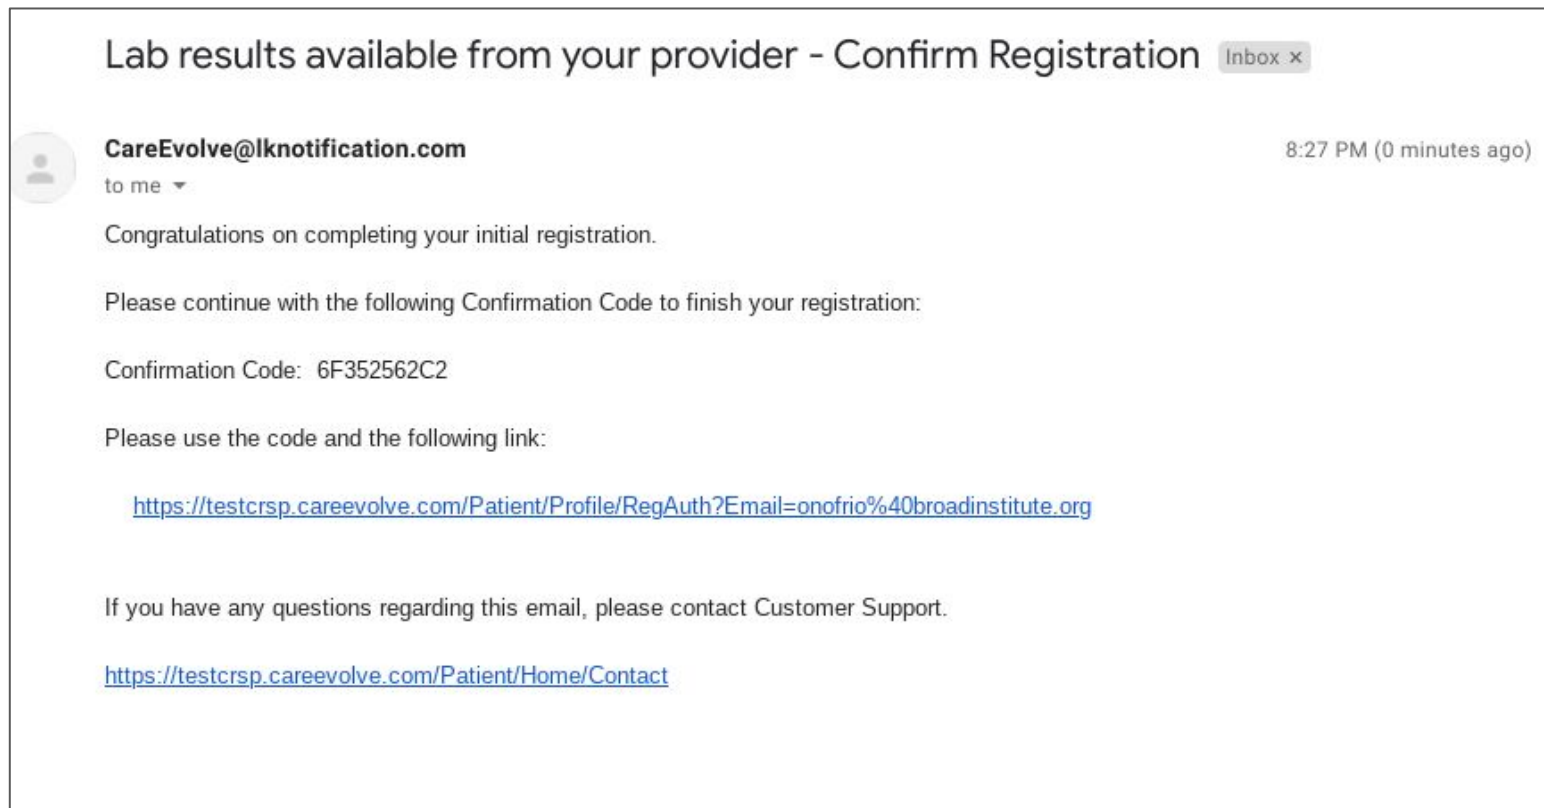 Lab results available from your provider - Confirm Registration Inbox ×
CareEvolve@lknotification.com 8:27 PM (0 minutes ago)
to me
Congratulations on completing your initial registration.
Please continue with the following Confirmation Code to finish your registration:
Confirmation Code:  6F352562C2
Please use the code and the following link:
https://testcrsp.careevolve.com/Patient/Profile/RegAuth?Email=onofrio%40broadinstitute.org
If you have any questions regarding this email, please contact Customer Support.
https://testcrsp.careevolve.com/Patient/Home/Contact